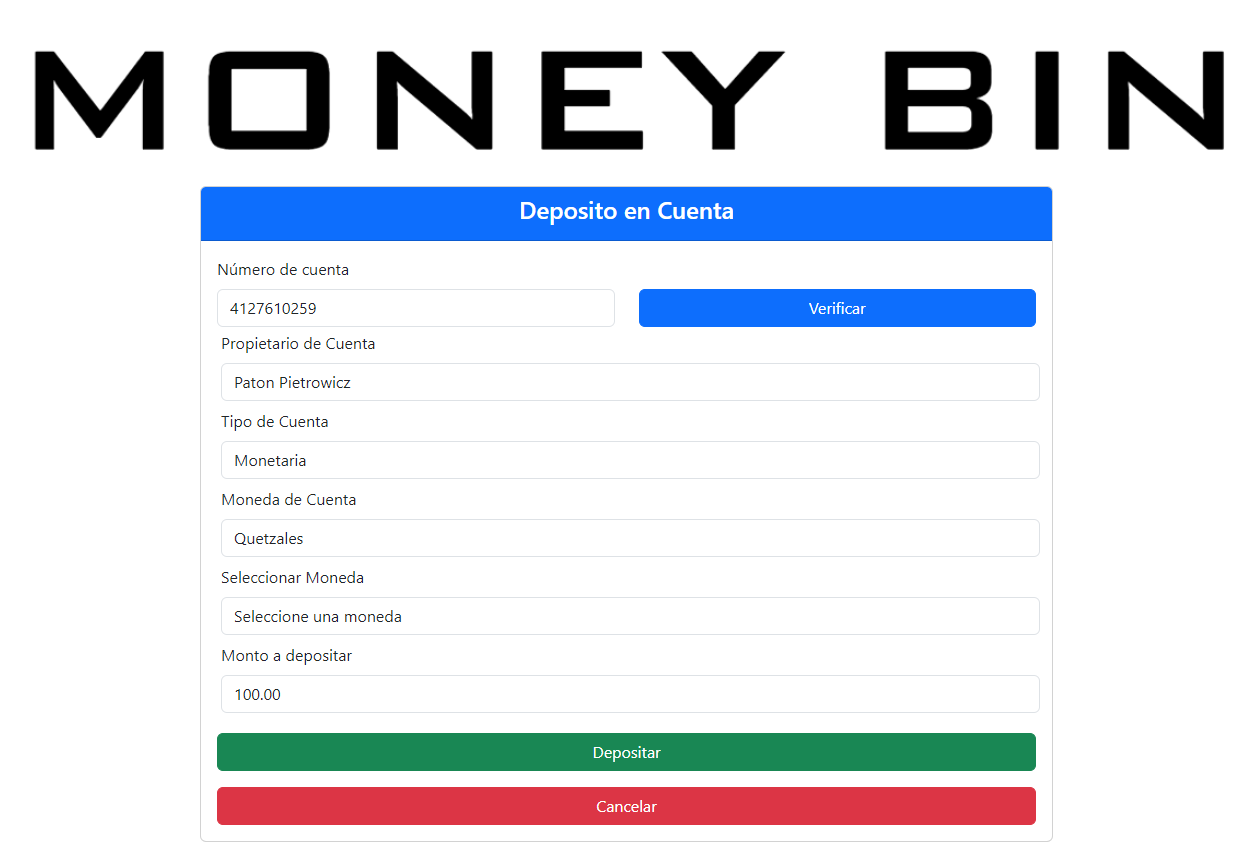 MONEY BIN
Deposito en Cuenta
Número de cuenta
4127610259 Verificar
Propietario de Cuenta
Paton Pietrowicz
Tipo de Cuenta
Monetaria
Moneda de Cuenta
Quetzales
Seleccionar Moneda
Seleccione una moneda
Monto a depositar
100.00
Depositar
Cancelar